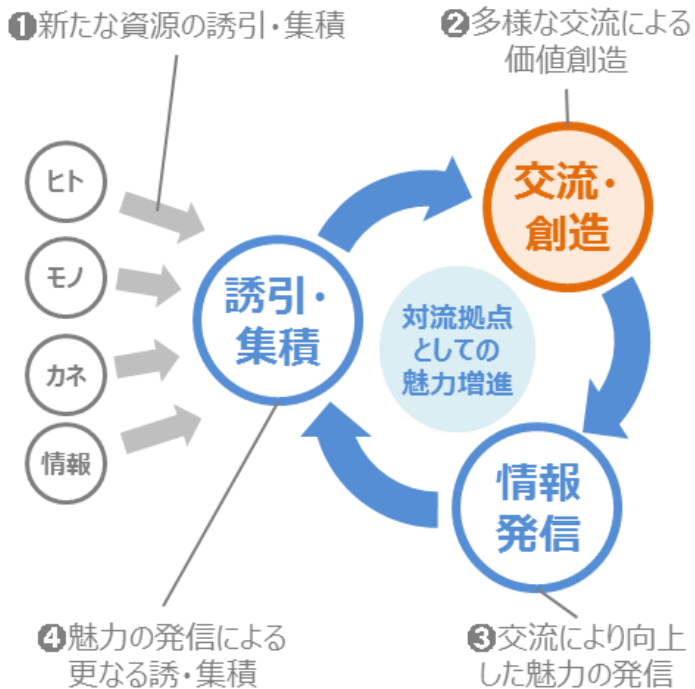 ❶新たな資源の誘引・集積
❷多様な交流による
価値創造
ヒト
モノ
カネ
情報
誘引・
集積
交流・
創造
対流拠点
としての
魅力増進
情報
発信
❹魅力の発信による
更なる誘・集積
❸交流により向上
した魅力の発信